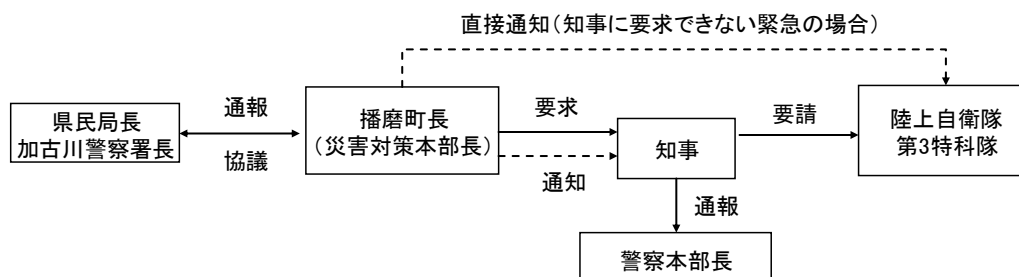 直接通知(知事に要求できない緊急の場合)
県民局長
加古川警察署長
通報
協議
播磨町長
(災害対策本部長)
要求
通知
知事
要請
陸上自衛隊
第3特科隊
通報
警察本部長